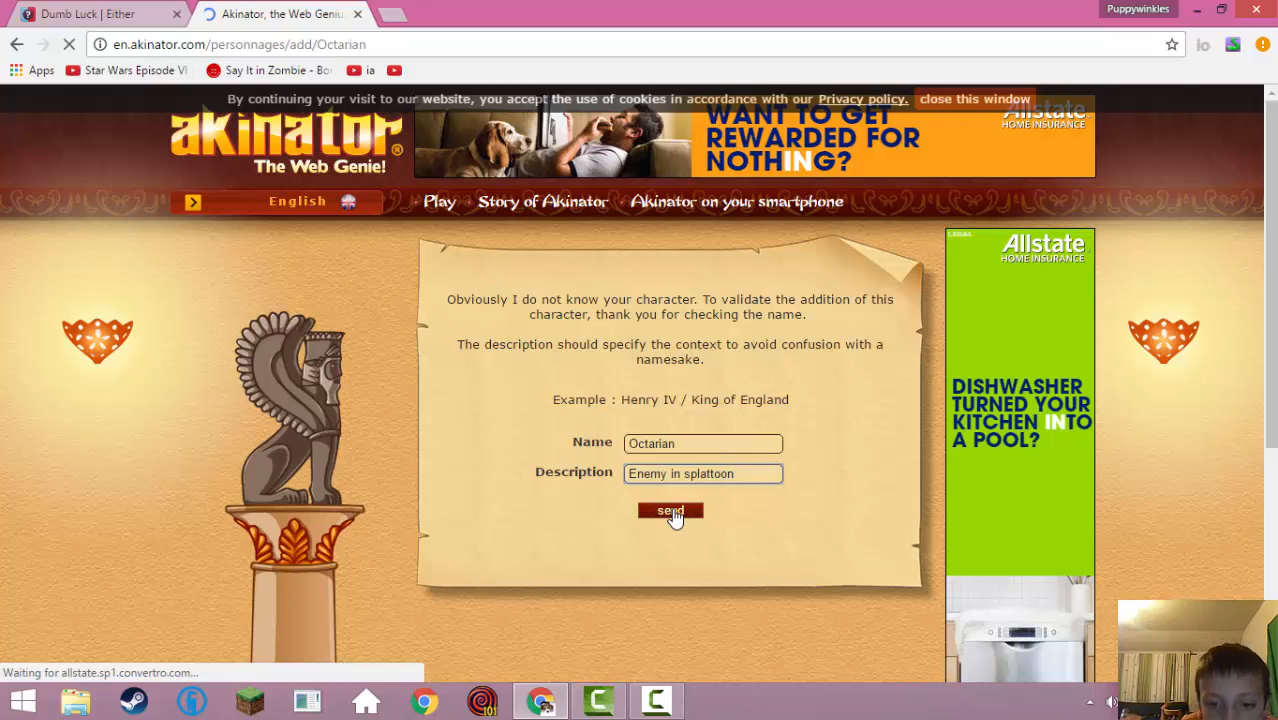 Dumb Luck | Either
Akinator, the Web Geniu
Puppywinkles
en.akinator.com/personnages/add/Octarian
io
Apps
Star Wars Episode VI
Say It in Zombie - Bor
ia
By continuing your visit to our website, you accept the use of cookies in accordance with our Privacy policy. close this window
akinator®
The Web Genie!
WANT TO GET
REWARDED FOR
NOTHING?
Allstate
HOME INSURANCE
English
Play
Story of Akinator
Akinator on your smartphone
Obviously I do not know your character. To validate the addition of this
character, thank you for checking the name.
The description should specify the context to avoid confusion with a
namesake.
Example : Henry IV / King of England
Name
Octarian
Description
Enemy in splattoon
send
LEGAL
Allstate
HOME INSURANCE
DISHWASHER
TURNED YOUR
KITCHEN INTO
A POOL?
Waiting for allstate.sp1.convertro.com...
101